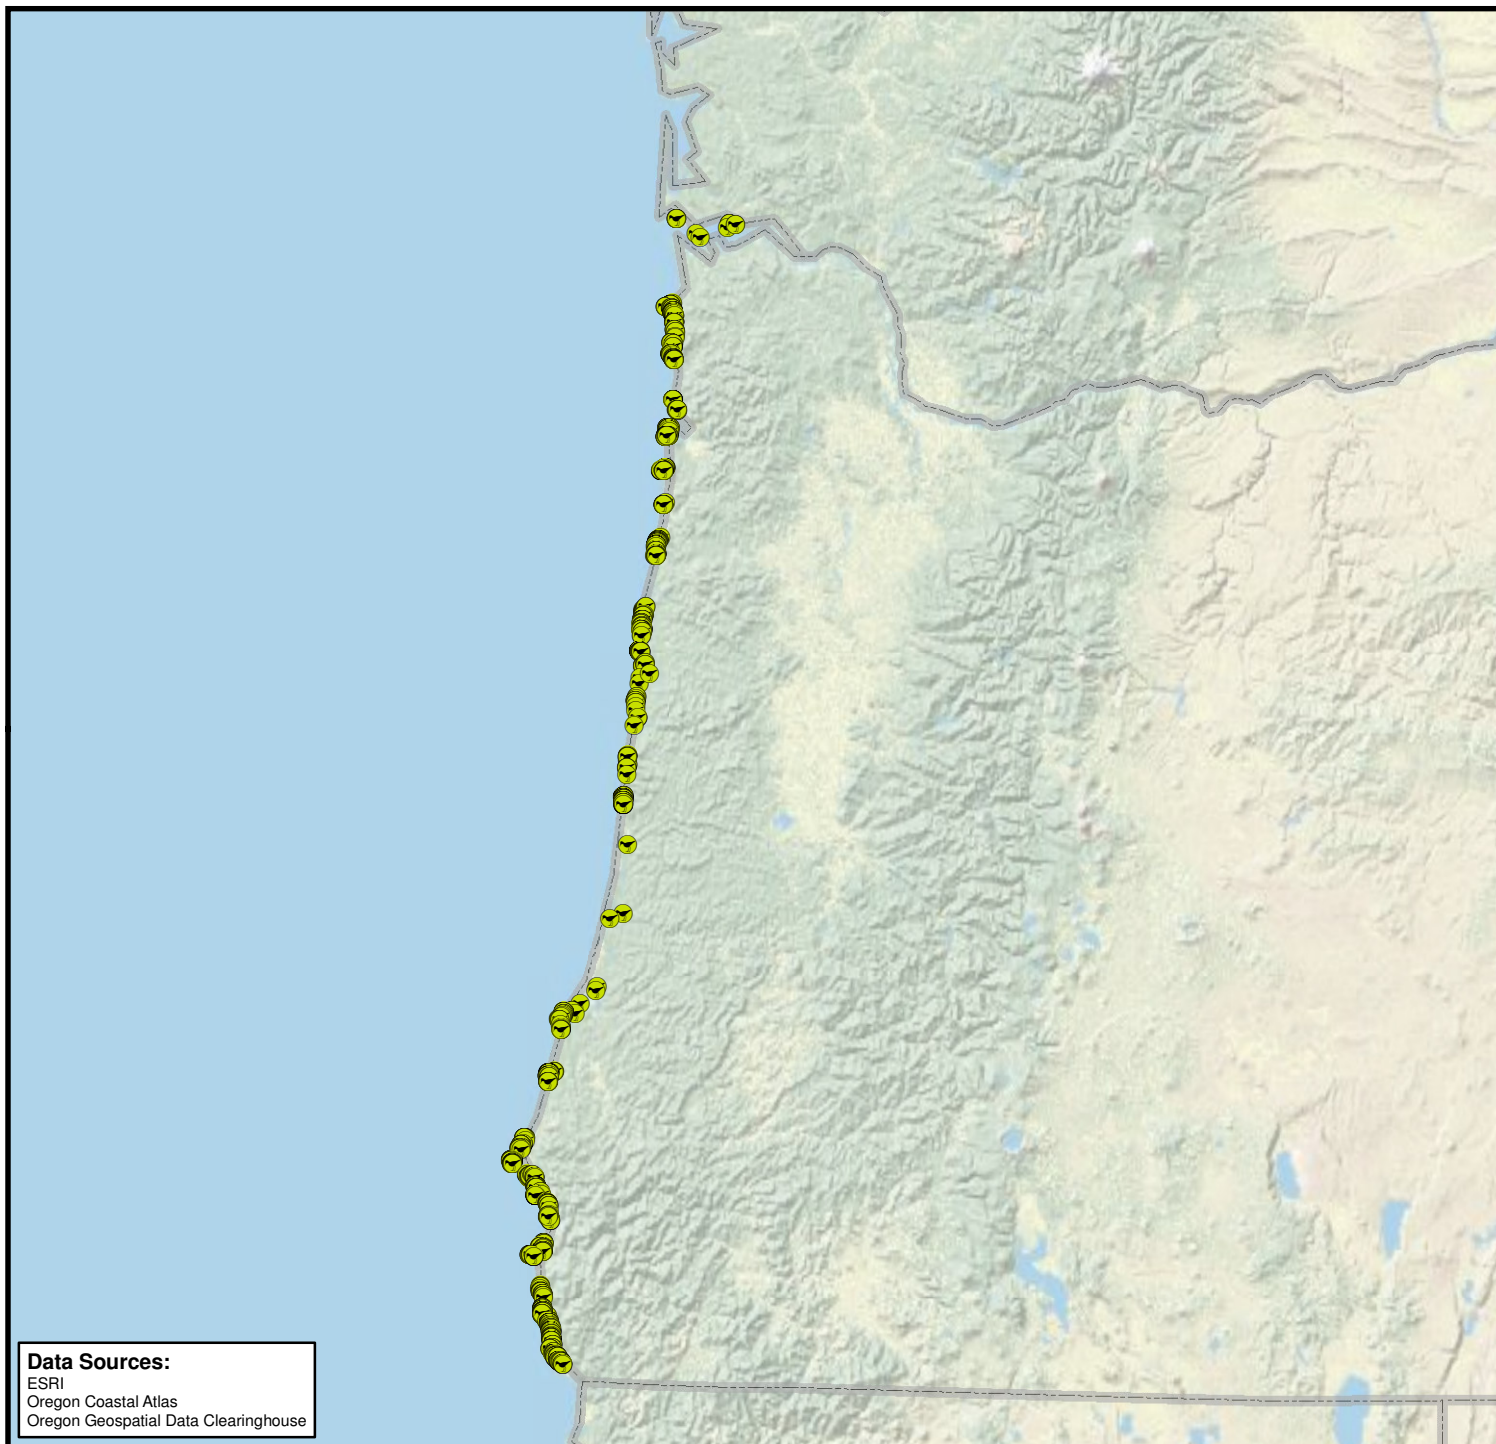 Data Sources:
ESRI
Oregon Coastal Atlas
Oregon Geospatial Data Clearinghouse